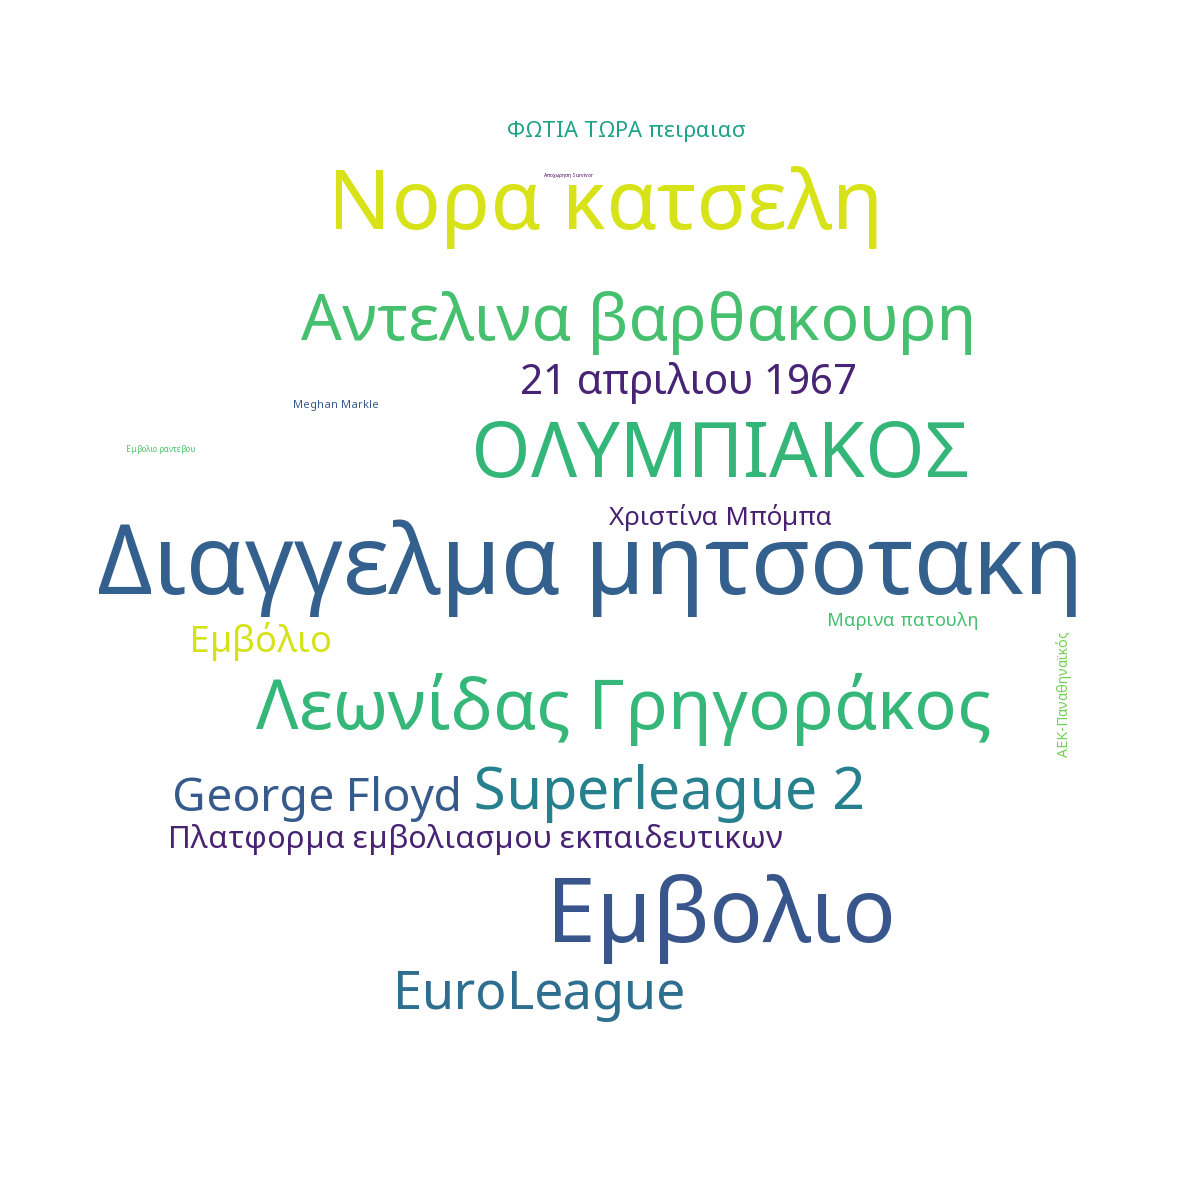 ΦΩΤΙΑ ΤΩΡΑ πειραιασ
Αποχωρηση Survivor
Νορα κατσελη
Αντελινα βαρθακουρη
21 απριλιου 1967
Meghan Markle
ΟΛΥΜΠΙΑΚΟΣ
Εμβολιο ραντεβου
Χριστίνα Μπόμπα
Διαγγελμα μητσοτακη
Μαρινα πατουλη
Εμβόλιο
ΑΕΚ-Παναθηναϊκός
Λεωνίδας Γρηγοράκος
George Floyd
Superleague 2
Πλατφορμα εμβολιασμου εκπαιδευτικων
Εμβολιο
EuroLeague